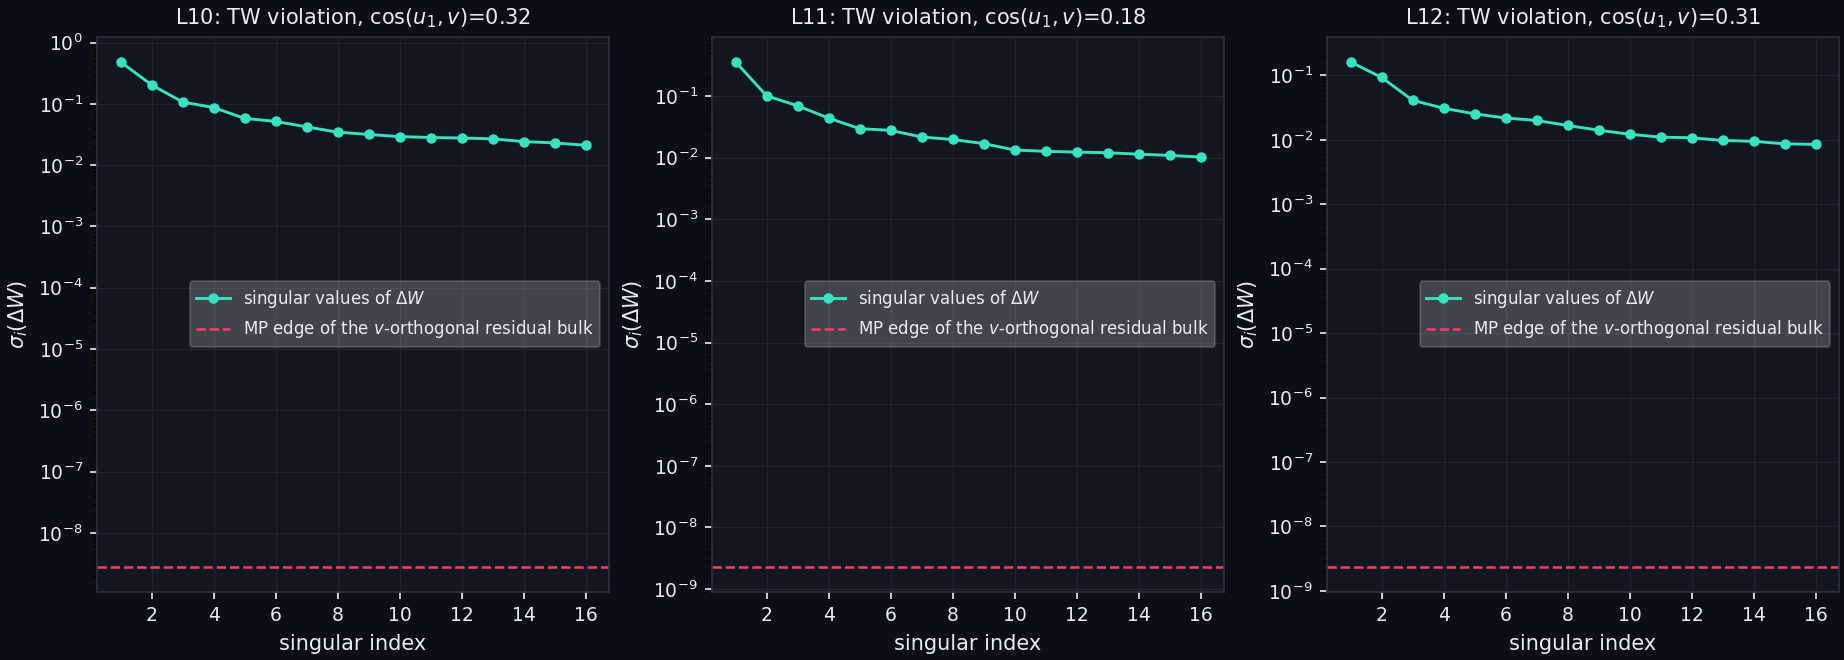 L10: TW violation, cos(u₁, v)=0.32
10⁰
10⁻¹
10⁻²
10⁻³
10⁻⁴
10⁻⁵
10⁻⁶
10⁻⁷
10⁻⁸
σᵢ(ΔW)
singular values of ΔW
MP edge of the v-orthogonal residual bulk
2 4 6 8 10 12 14 16
singular index
L11: TW violation, cos(u₁, v)=0.18
10⁻¹
10⁻²
10⁻³
10⁻⁴
10⁻⁵
10⁻⁶
10⁻⁷
10⁻⁸
10⁻⁹
σᵢ(ΔW)
singular values of ΔW
MP edge of the v-orthogonal residual bulk
2 4 6 8 10 12 14 16
singular index
L12: TW violation, cos(u₁, v)=0.31
10⁻¹
10⁻²
10⁻³
10⁻⁴
10⁻⁵
10⁻⁶
10⁻⁷
10⁻⁸
10⁻⁹
σᵢ(ΔW)
singular values of ΔW
MP edge of the v-orthogonal residual bulk
2 4 6 8 10 12 14 16
singular index